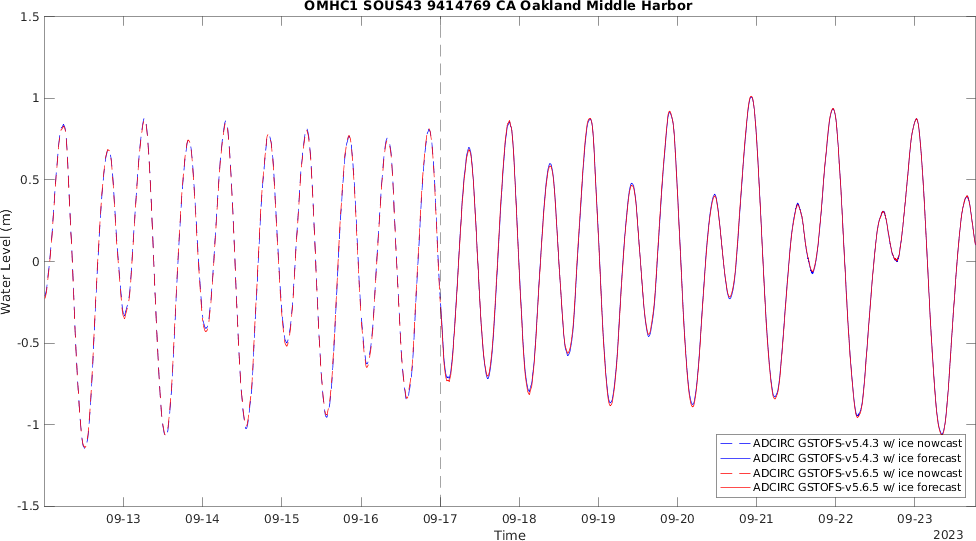 OMHC1 SOUS43 9414769 CA Oakland Middle Harbor
1.5
1
0.5
0
-0.5
-1
-1.5
Water Level (m)
09-13 09-14 09-15 09-16 09-17 09-18 09-19 09-20 09-21 09-22 09-23
Time
2023
ADCIRC GSTOFS-v5.4.3 w/ ice nowcast
ADCIRC GSTOFS-v5.4.3 w/ ice forecast
ADCIRC GSTOFS-v5.6.5 w/ ice nowcast
ADCIRC GSTOFS-v5.6.5 w/ ice forecast